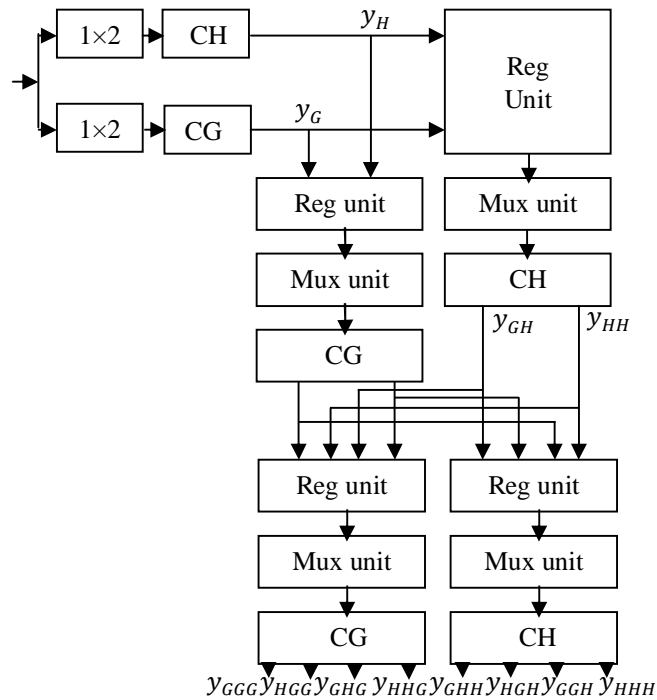 1×2
CH
y_H
Reg
Unit
1×2
CG
y_G
Reg unit
Mux unit
Mux unit
CH
CG
y_GH
y_HH
Reg unit
Reg unit
Mux unit
Mux unit
CG
CH
y_GGG y_HGG y_GHG y_HHG y_GHH y_HGH y_GGH y_HHH